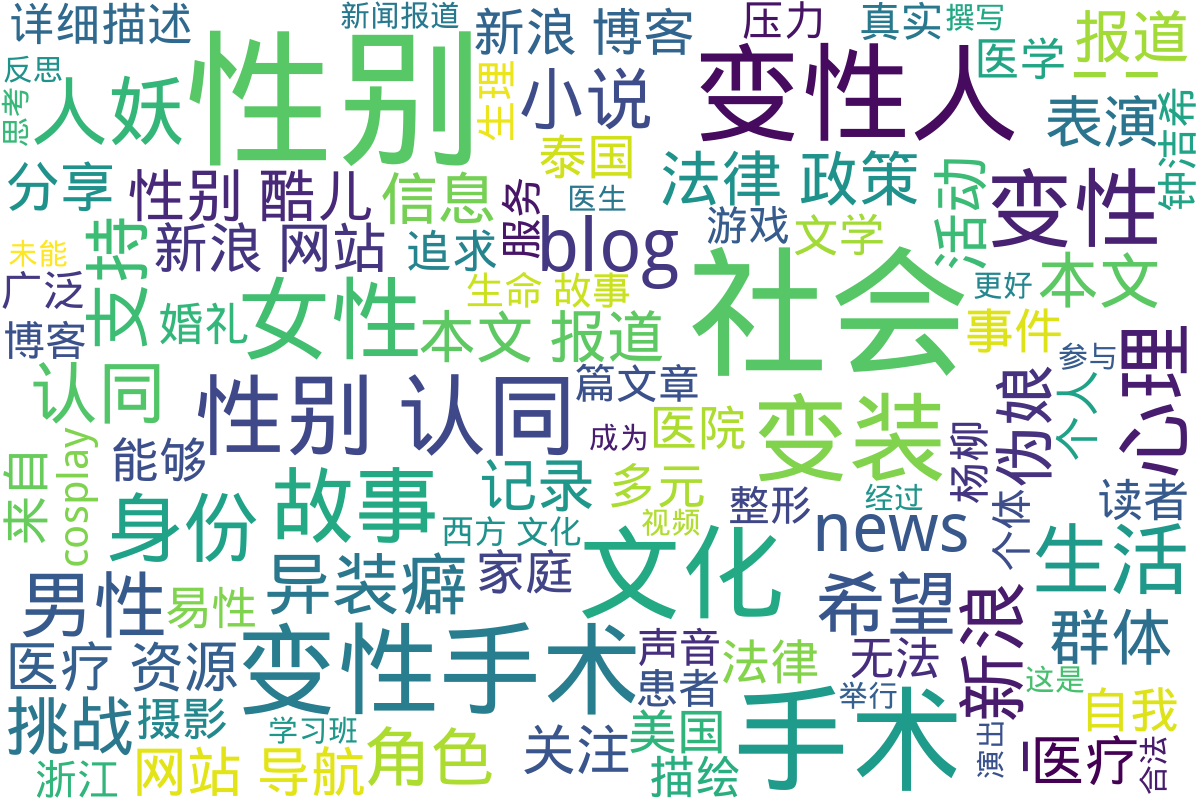 新闻报道
详细描述
新浪 博客
压力
真实
撰写
报道
反思
人妖
性别
生理
小说
变性人
医学
一 一
思考
表演
钟洁希
分享
性别 酷儿
信息
泰国
服务
医生
法律 政策
活动
变性
支持
新浪 网站
追求
blog
游戏
文学
未能
广泛
女性
生命 故事
社会
更好
本文
博客
婚礼
本文 报道
事件
参与
心理
认同
性别 认同
篇文章
变装
伪娘
个人
来自
cosplay
能够
成为
医院
杨柳
身份
故事
记录
多元
整形
经过
个体
读者
西方 文化
视频
news
生活
男性
易性
异装癖
家庭
文化
希望
新浪
群体
医疗 资源
变性手术
声音
患者
法律
无法
这是
挑战
摄影
学习班
美国
手术
举行
自我
浙江
网站 导航
角色
关注
描绘
演出
医疗
合法